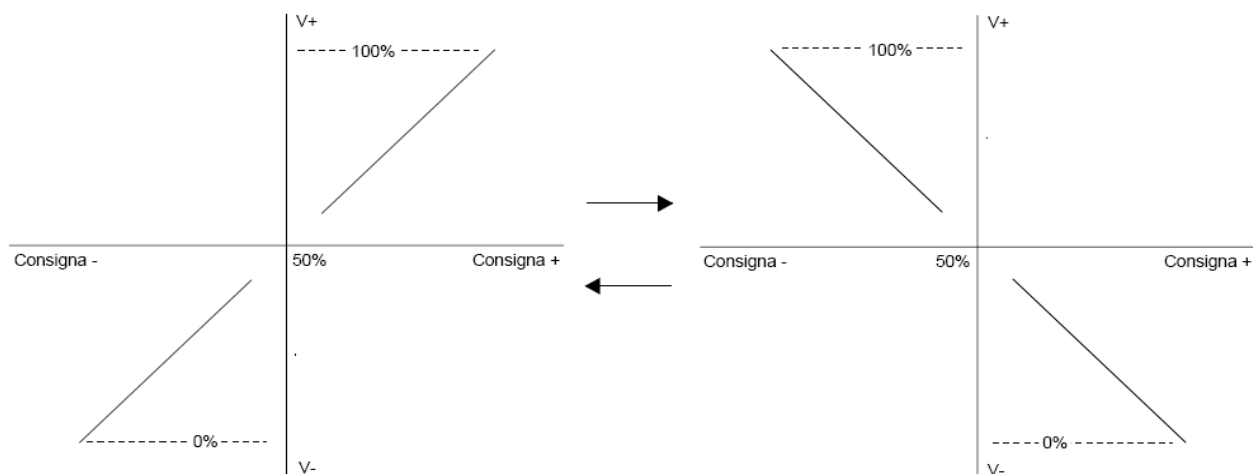 V+
100%
Consigna -
50%
Consigna +
0%
V-
V+
100%
Consigna -
50%
Consigna +
0%
V-